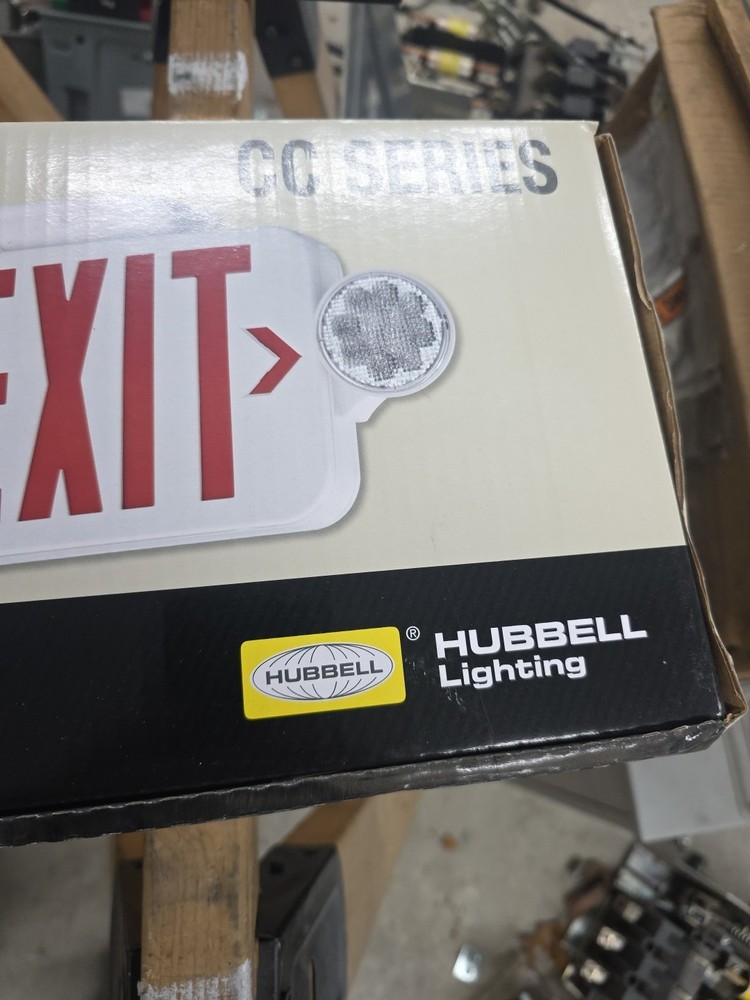 CC SERIES
EXIT
HUBBELL
®
HUBBELL
Lighting